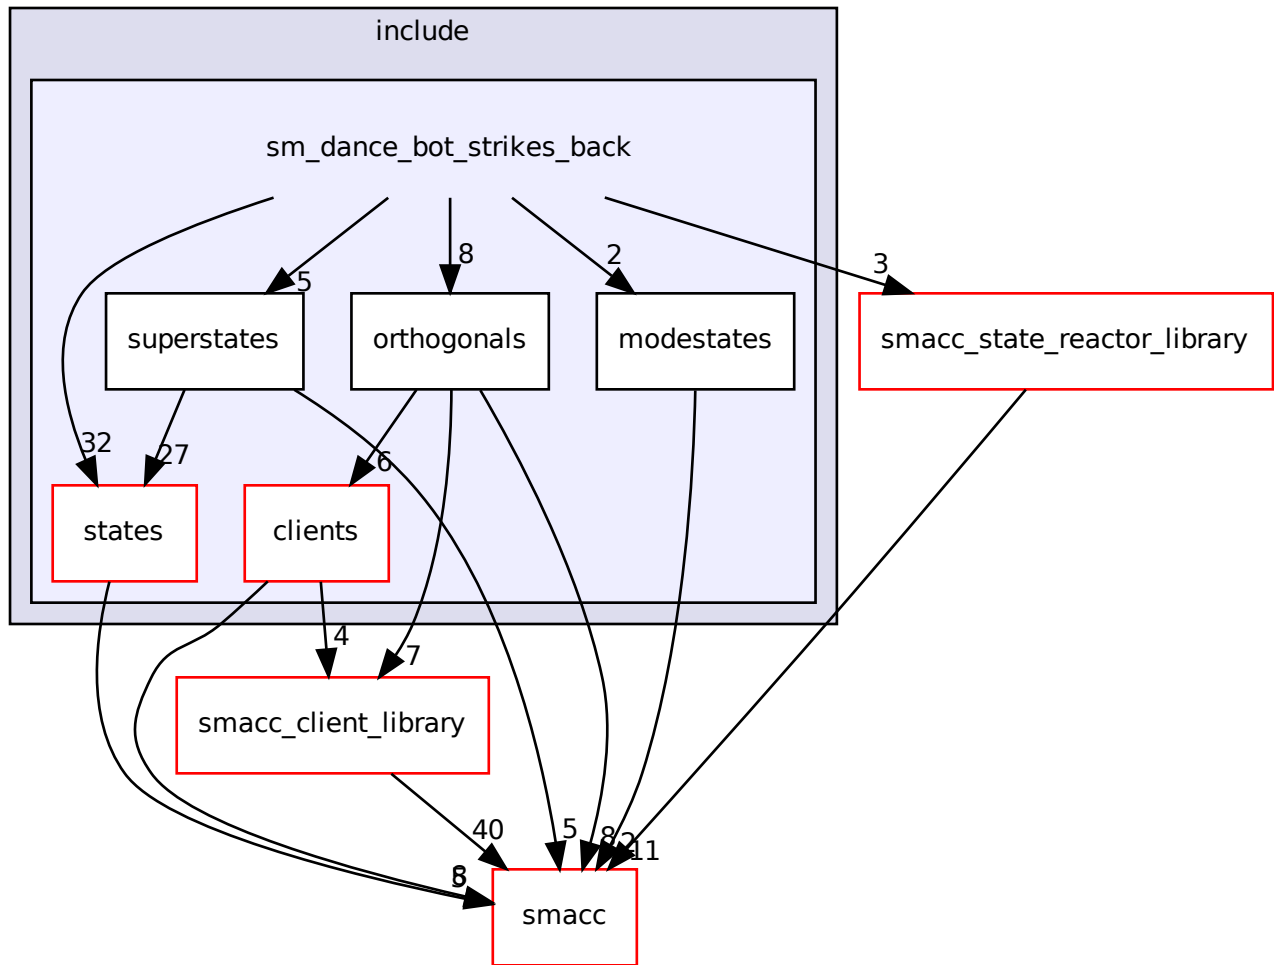 include
sm_dance_bot_strikes_back
8
2
3
5
superstates
orthogonals
modestates
smacc_state_reactor_library
32
27
6
states
clients
4
7
smacc_client_library
40
5
8
2
11
smacc